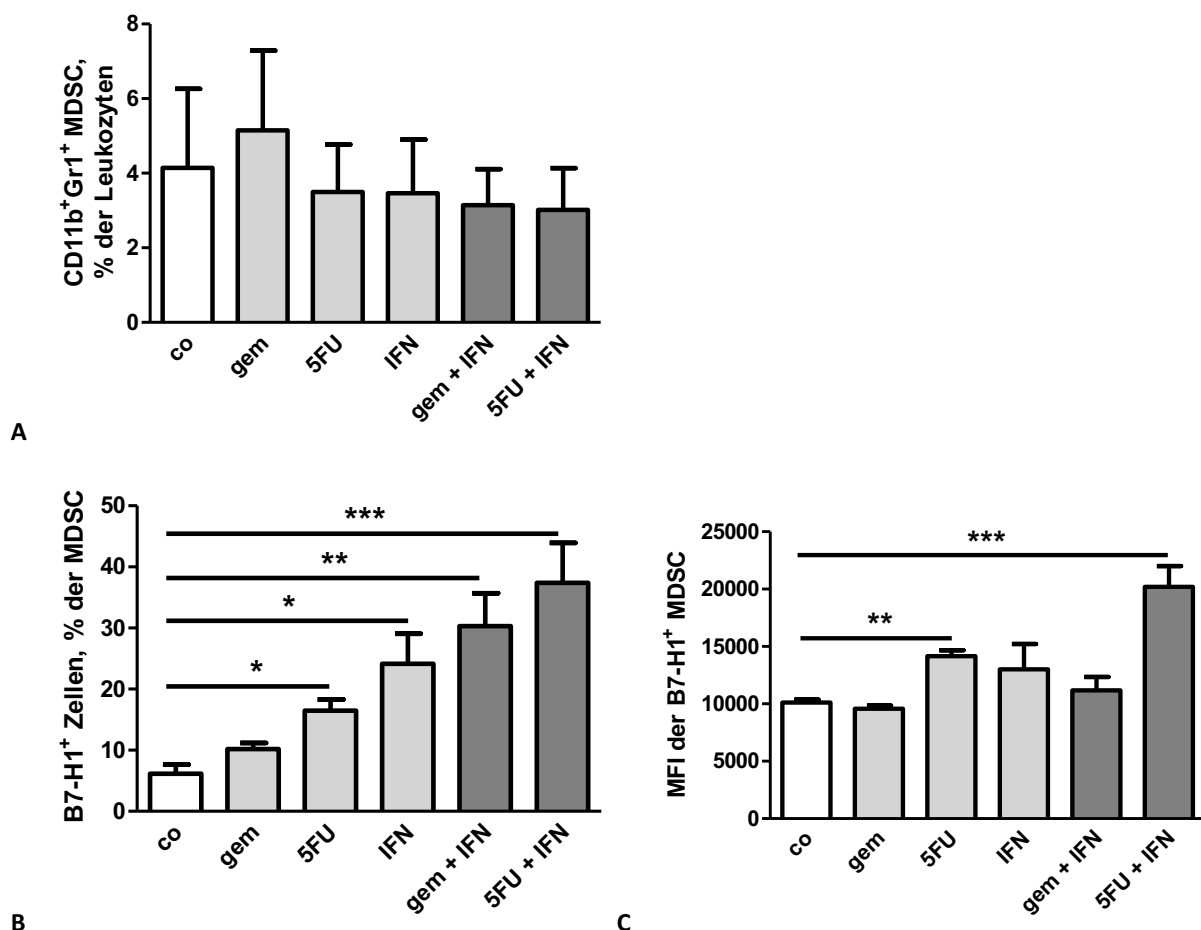 CD11b⁺Gr1⁺ MDSC,
% der Leukozyten
8
6
4
2
0
co
gem
5FU
IFN
gem + IFN
5FU + IFN
A
B7-H1⁺ Zellen, % der MDSC
50
40
30
20
10
0
***
**
*
*
co
gem
5FU
IFN
gem + IFN
5FU + IFN
B
MFI der B7-H1⁺ MDSC
25000
20000
15000
10000
5000
0
***
**
co
gem
5FU
IFN
gem + IFN
5FU + IFN
C